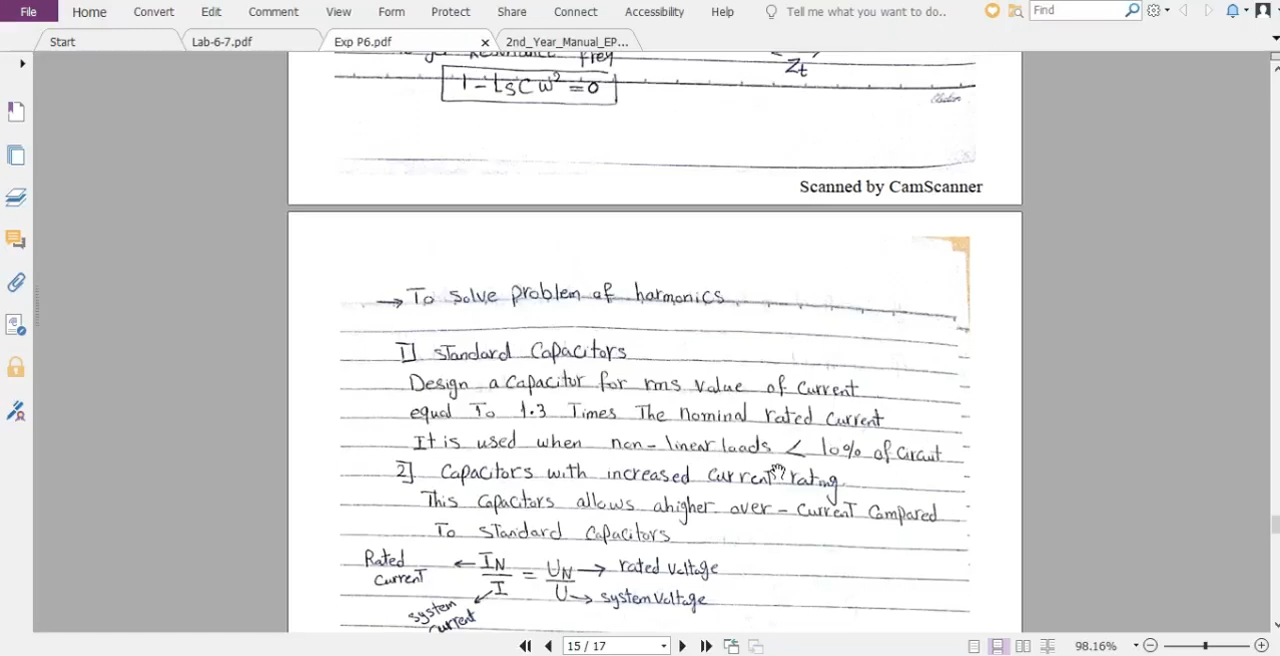 File Home Convert Edit Comment View Form Protect Share Connect Accessibility Help Tell me what you want to do.. Find
Start Lab-6-7.pdf Exp P6.pdf 2nd_Year_Manual_EP...
Resonance freq
Zt
1 - LsCω² = 0
Scanned by CamScanner
→ To solve problem of harmonics
1] standard Capacitors
Design a Capacitor for rms value of Current
equal To 1.3 Times The nominal rated Current
It is used when non-linear loads < 10% of Circuit
2] Capacitors with increased current rating
This Capacitors allows a higher over-current Compared
To standard Capacitors
Rated current ← IN / I = UN / U → rated voltage
system current → system voltage
15 / 17 98.16%